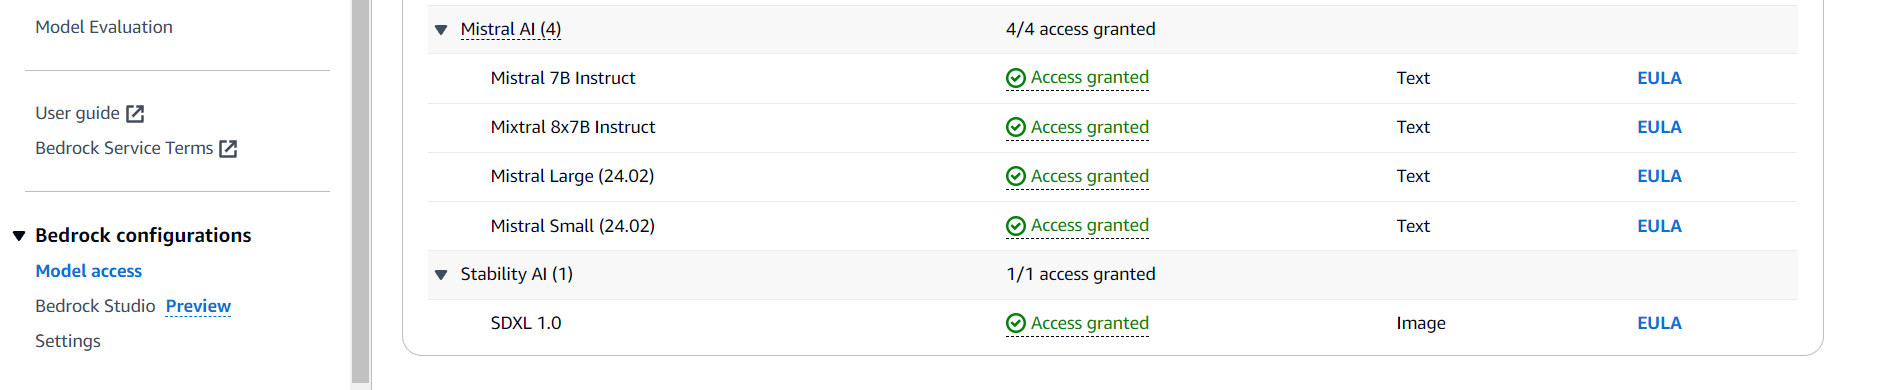 Model Evaluation
User guide
Bedrock Service Terms
Bedrock configurations
Model access
Bedrock Studio Preview
Settings
Mistral AI (4) 4/4 access granted
Mistral 7B Instruct Access granted Text EULA
Mixtral 8x7B Instruct Access granted Text EULA
Mistral Large (24.02) Access granted Text EULA
Mistral Small (24.02) Access granted Text EULA
Stability AI (1) 1/1 access granted
SDXL 1.0 Access granted Image EULA